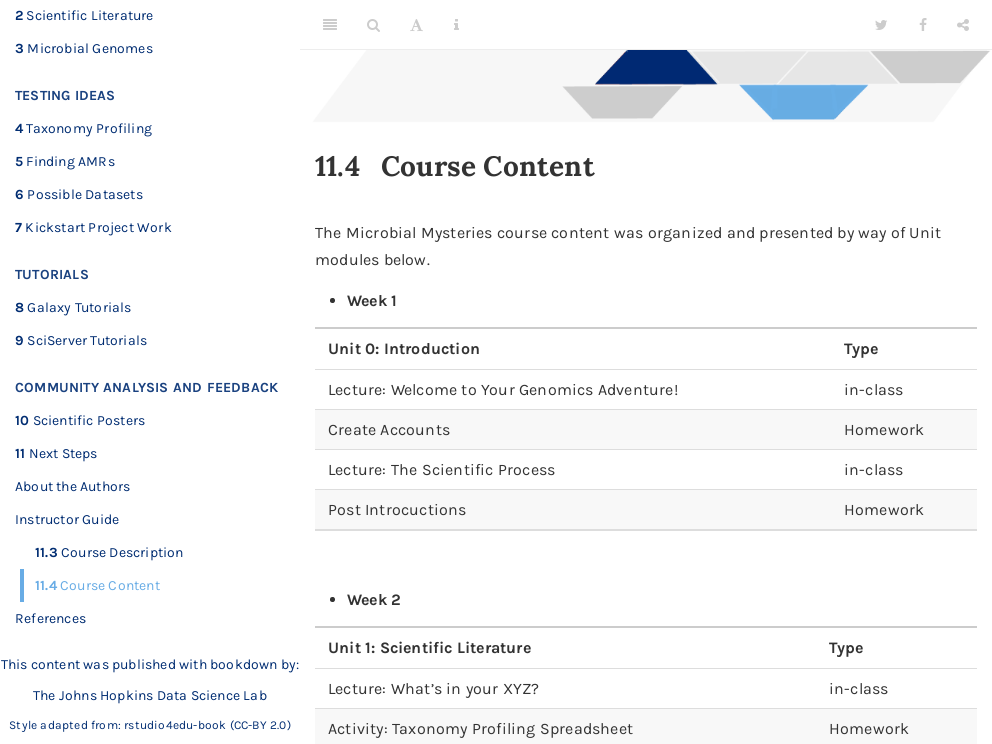 2 Scientific Literature
3 Microbial Genomes
TESTING IDEAS
4 Taxonomy Profiling
5 Finding AMRs
6 Possible Datasets
7 Kickstart Project Work
TUTORIALS
8 Galaxy Tutorials
9 SciServer Tutorials
COMMUNITY ANALYSIS AND FEEDBACK
10 Scientific Posters
11 Next Steps
About the Authors
Instructor Guide
11.3 Course Description
11.4 Course Content
References
This content was published with bookdown by:
The Johns Hopkins Data Science Lab
Style adapted from: rstudio4edu-book (CC-BY 2.0)
11.4 Course Content
The Microbial Mysteries course content was organized and presented by way of Unit
modules below.
• Week 1
Unit 0: Introduction Type
Lecture: Welcome to Your Genomics Adventure! in-class
Create Accounts Homework
Lecture: The Scientific Process in-class
Post Introcuctions Homework
• Week 2
Unit 1: Scientific Literature Type
Lecture: What's in your XYZ? in-class
Activity: Taxonomy Profiling Spreadsheet Homework